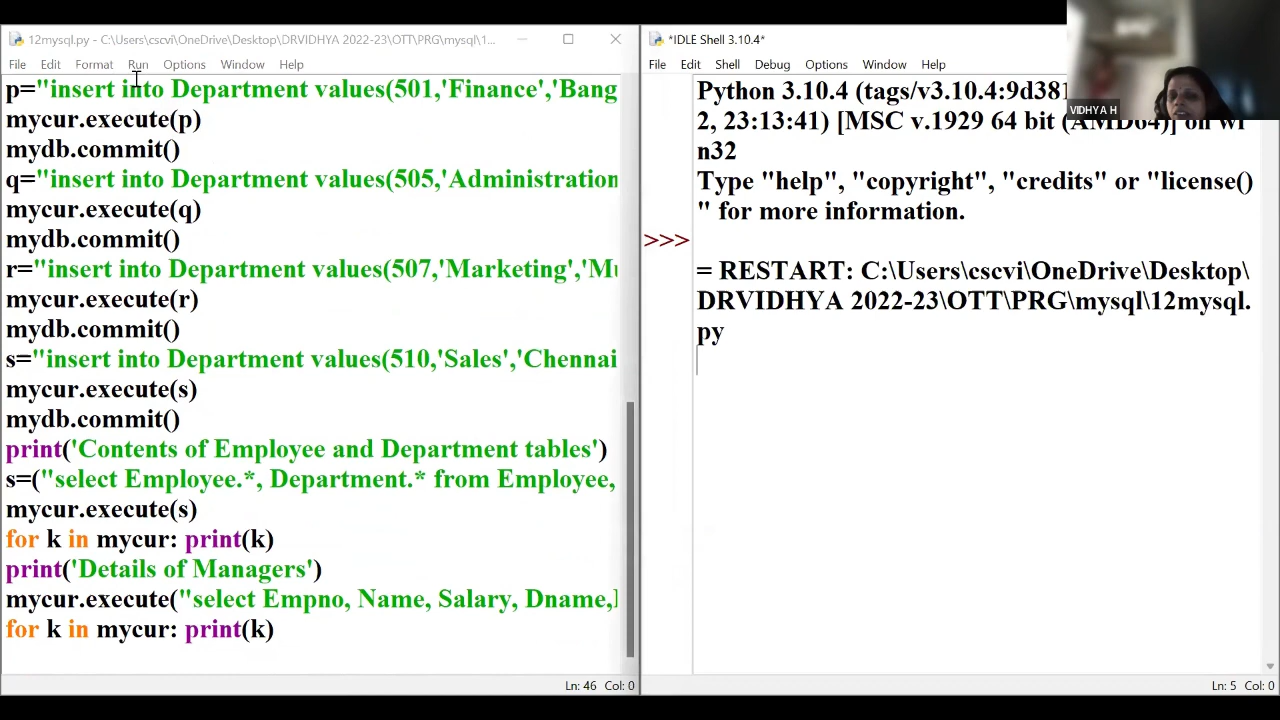 12mysql.py - C:\Users\cscvi\OneDrive\Desktop\DRVIDHYA 2022-23\OTT\PRG\mysql\1...
File Edit Format Run Options Window Help
p="insert into Department values(501,'Finance','Bang
mycur.execute(p)
mydb.commit()
q="insert into Department values(505,'Administration
mycur.execute(q)
mydb.commit()
r="insert into Department values(507,'Marketing','Mu
mycur.execute(r)
mydb.commit()
s="insert into Department values(510,'Sales','Chennai
mycur.execute(s)
mydb.commit()
print('Contents of Employee and Department tables')
s=("select Employee.*, Department.* from Employee,
mycur.execute(s)
for k in mycur: print(k)
print('Details of Managers')
mycur.execute("select Empno, Name, Salary, Dname,
for k in mycur: print(k)
Ln: 46 Col: 0
*IDLE Shell 3.10.4*
File Edit Shell Debug Options Window Help
Python 3.10.4 (tags/v3.10.4:9d381
2, 23:13:41) [MSC v.1929 64 bit (AMD64)] on wi
n32
Type "help", "copyright", "credits" or "license()
" for more information.
>>>
= RESTART: C:\Users\cscvi\OneDrive\Desktop\
DRVIDHYA 2022-23\OTT\PRG\mysql\12mysql.
py
Ln: 5 Col: 0
VIDHYA H